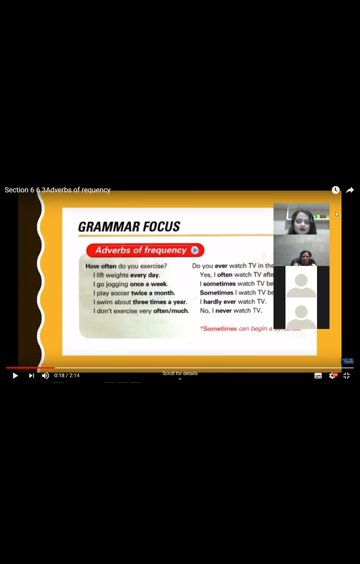 Section 6 6.3Adverbs of requency
GRAMMAR FOCUS
Adverbs of frequency
How often do you exercise?
I lift weights every day.
I go jogging once a week.
I play soccer twice a month.
I swim about three times a year.
I don't exercise very often/much.
Do you ever watch TV in the
Yes, I often watch TV
I sometimes watch TV
Sometimes I watch TV
I hardly ever watch TV.
No, I never watch TV.
*Sometimes can begin a
0:18 / 2:14
Scroll for details